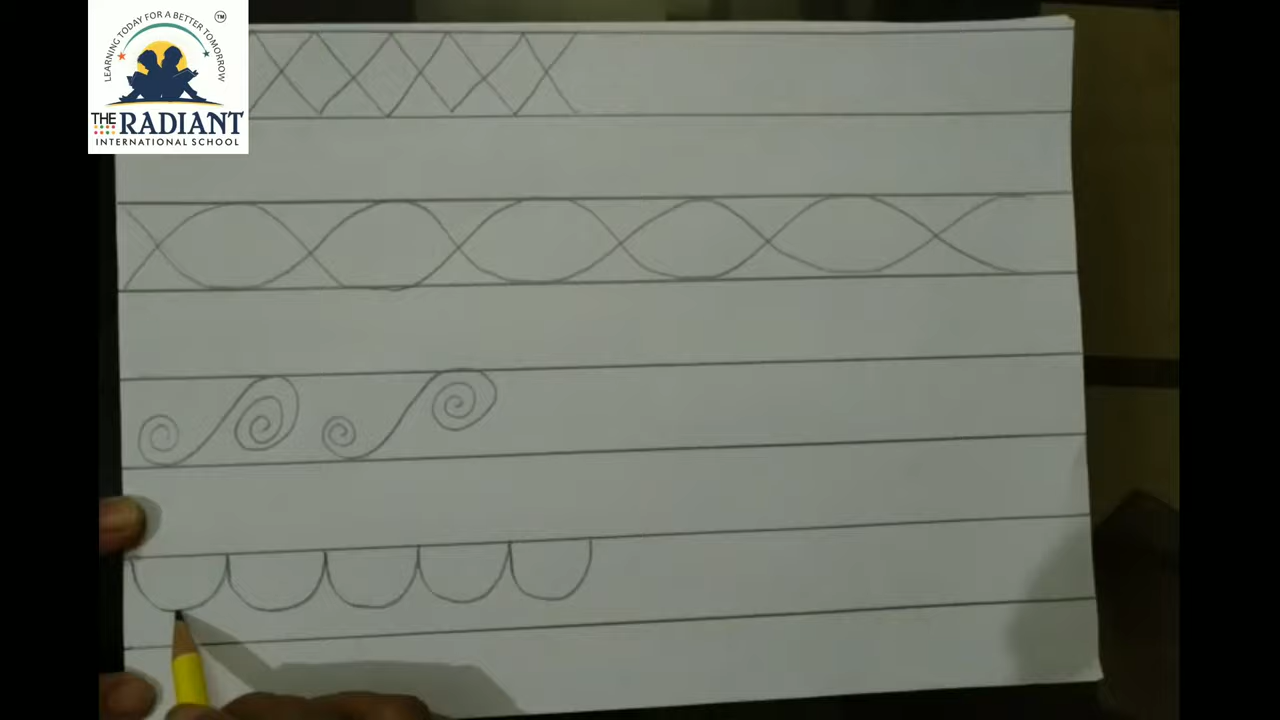 LEARNING TODAY FOR A BETTER TOMORROW
TM
THE RADIANT
INTERNATIONAL SCHOOL